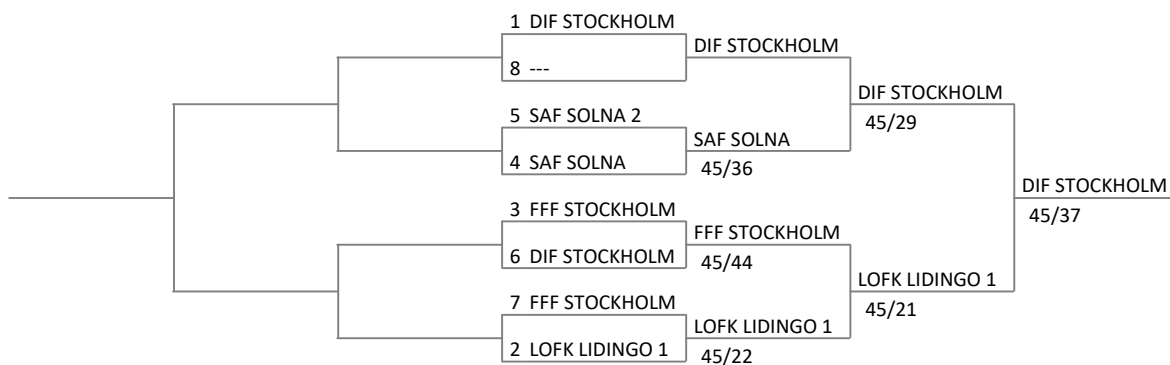 1 DIF STOCKHOLM
DIF STOCKHOLM
8 ---
DIF STOCKHOLM
45/29
5 SAF SOLNA 2
SAF SOLNA
4 SAF SOLNA
45/36
DIF STOCKHOLM
45/37
3 FFF STOCKHOLM
FFF STOCKHOLM
6 DIF STOCKHOLM
45/44
LOFK LIDINGO 1
45/21
7 FFF STOCKHOLM
LOFK LIDINGO 1
2 LOFK LIDINGO 1
45/22